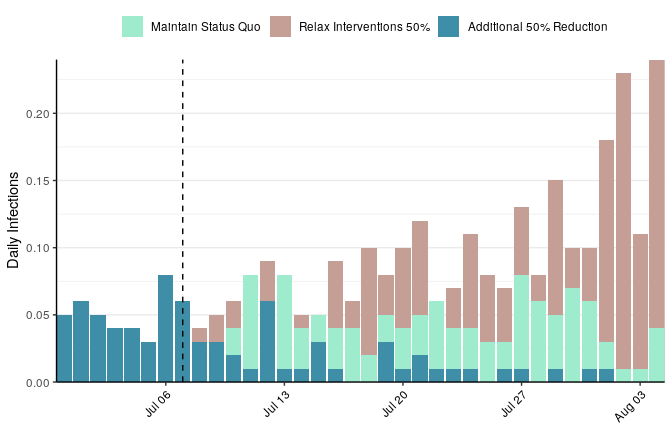 Maintain Status Quo Relax Interventions 50% Additional 50% Reduction
Daily Infections
0.20
0.15
0.10
0.05
0.00
Jul 06 Jul 13 Jul 20 Jul 27 Aug 03